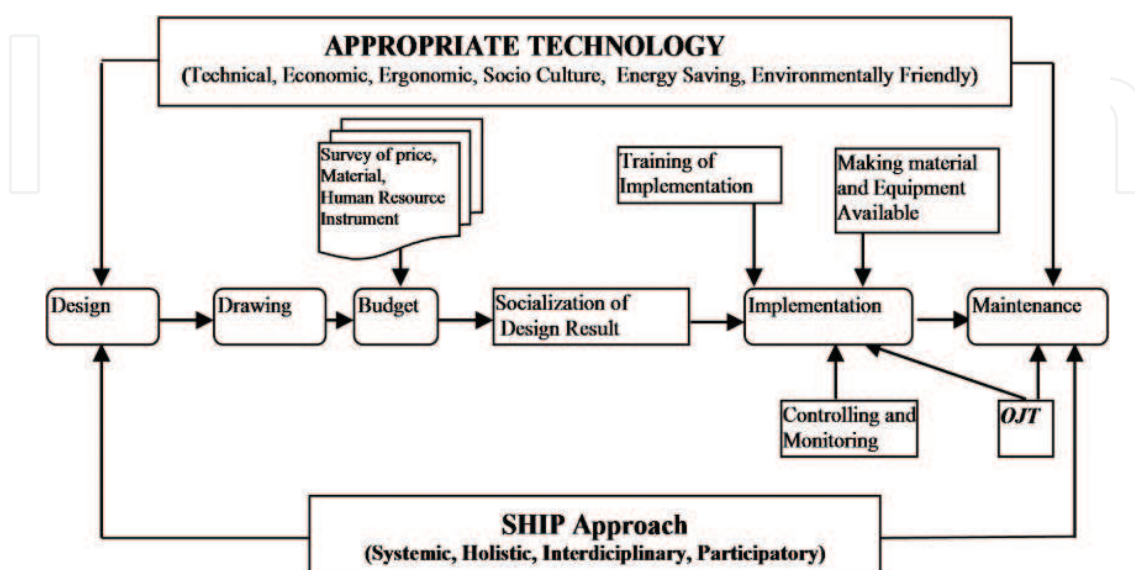 APPROPRIATE TECHNOLOGY
(Technical, Economic, Ergonomic, Socio Culture, Energy Saving, Environmentally Friendly)
Survey of price,
Material,
Human Resource
Instrument
Training of
Implementation
Making material
and Equipment
Available
Design
Drawing
Budget
Socialization of
Design Result
Implementation
Maintenance
Controlling and
Monitoring
OJT
SHIP Approach
(Systemic, Holistic, Interdiciplinary, Participatory)